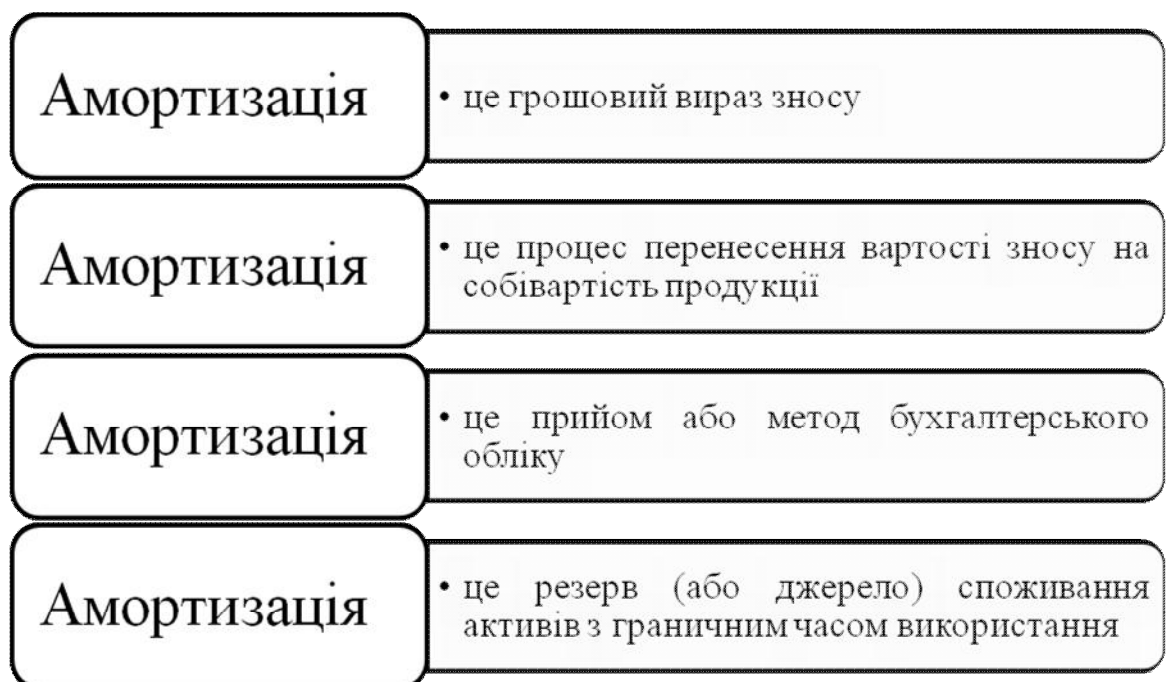 Амортизація
• це грошовий вираз зносу
Амортизація
• це процес перенесення вартості зносу на
собівартість продукції
Амортизація
• це прийом або метод бухгалтерського
обліку
Амортизація
• це резерв (або джерело) споживання
активів з граничним часом використання